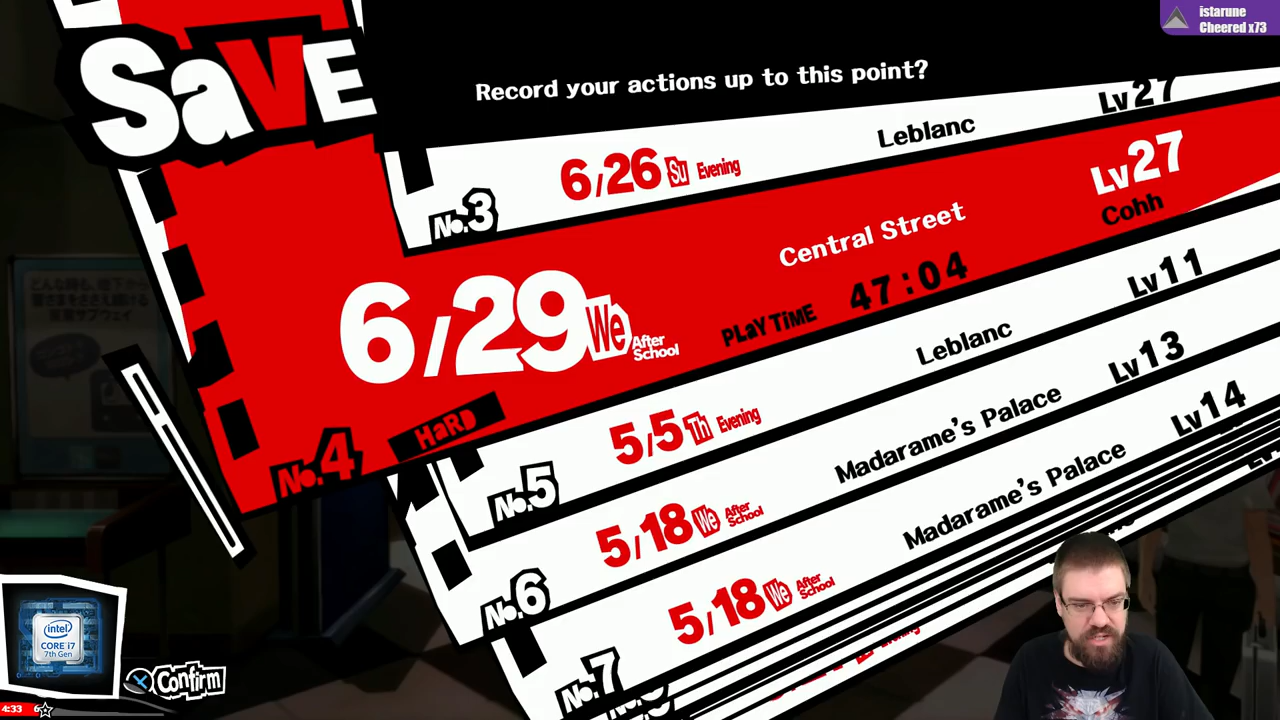 istarune
Cheered x73
SaVE
Record your actions up to this point?
No.3
6/26 Su Evening
Leblanc
Lv27
No.4
6/29 We After School
HaRD
Central Street
PLaY TiME 47:04
Lv27
Cohh
No.5
5/5 Th Evening
Leblanc
Lv11
No.6
5/18 We After School
Madarame's Palace
Lv13
No.7
5/18 We After School
Madarame's Palace
Lv14
intel
CORE i7
7th Gen
Confirm
4:33